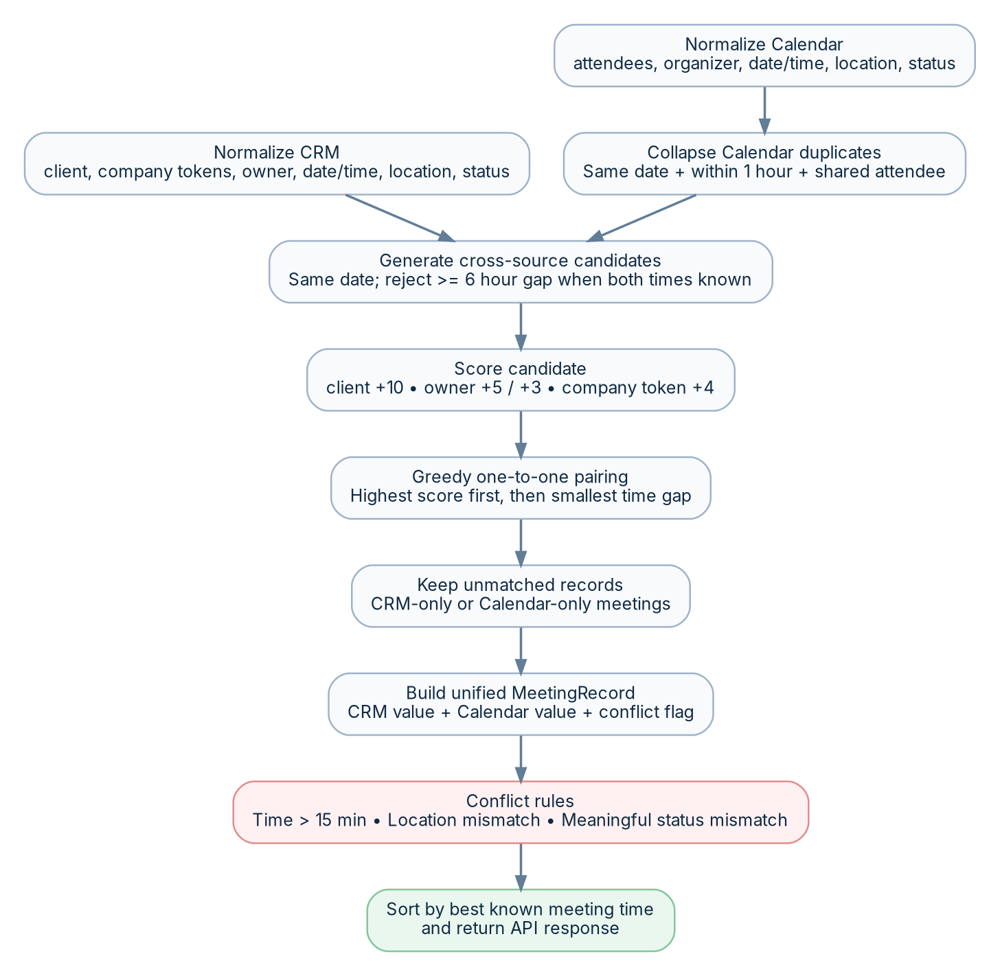 Normalize Calendar
attendees, organizer, date/time, location, status
Normalize CRM
client, company tokens, owner, date/time, location, status
Collapse Calendar duplicates
Same date + within 1 hour + shared attendee
Generate cross-source candidates
Same date; reject >= 6 hour gap when both times known
Score candidate
client +10 • owner +5 / +3 • company token +4
Greedy one-to-one pairing
Highest score first, then smallest time gap
Keep unmatched records
CRM-only or Calendar-only meetings
Build unified MeetingRecord
CRM value + Calendar value + conflict flag
Conflict rules
Time > 15 min • Location mismatch • Meaningful status mismatch
Sort by best known meeting time
and return API response